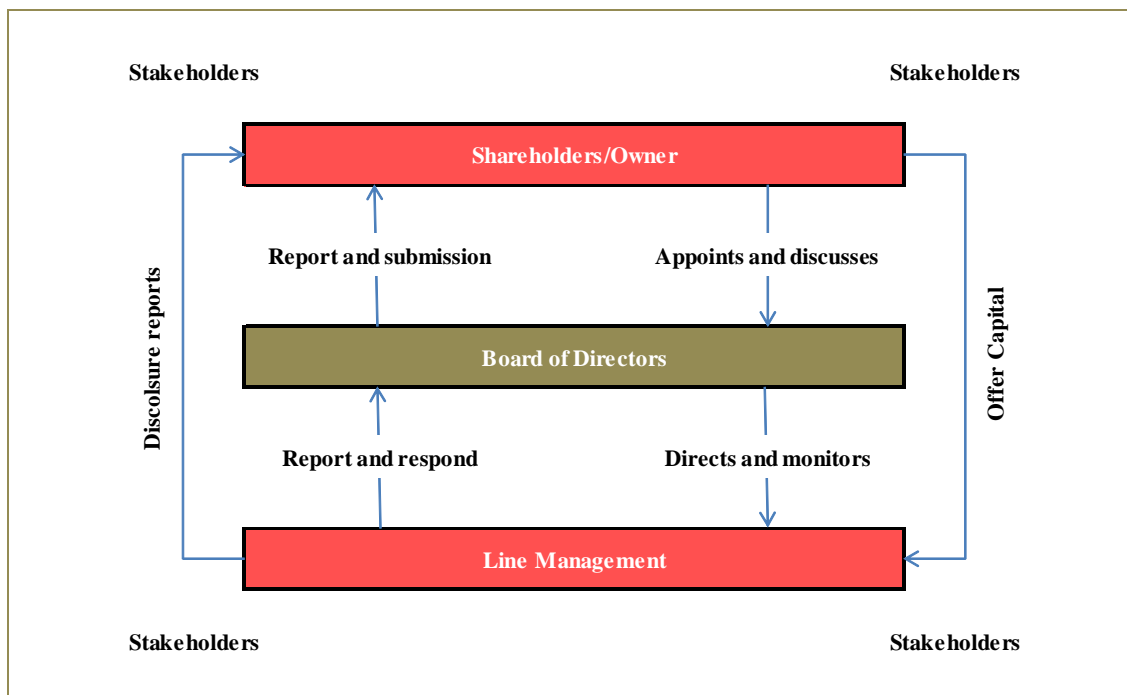 Stakeholders
Stakeholders
Shareholders/Owner
Report and submission
Appoints and discusses
Discolsure reports
Offer Capital
Board of Directors
Report and respond
Directs and monitors
Line Management
Stakeholders
Stakeholders